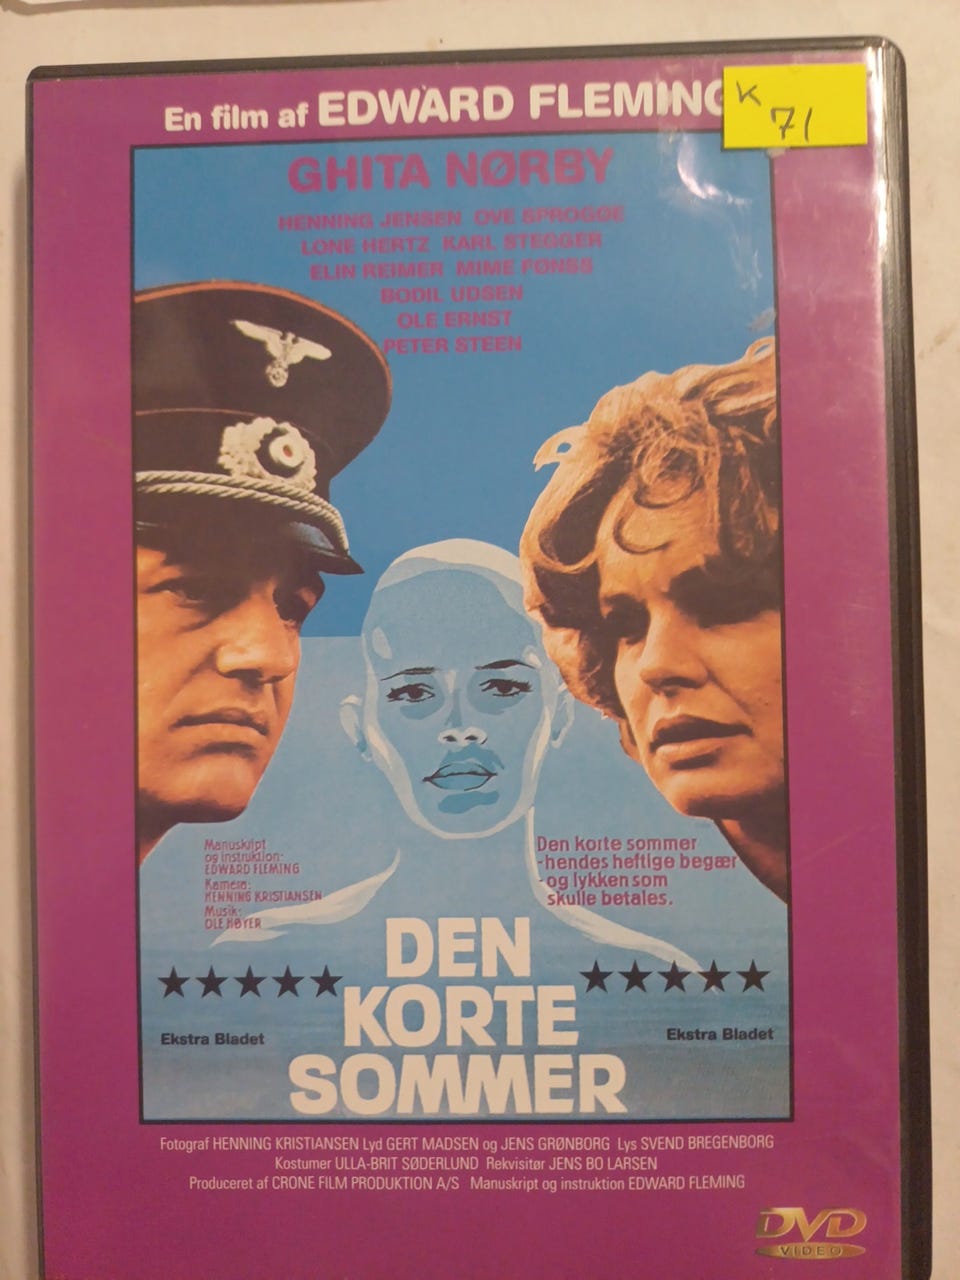 En film af EDWARD FLEMING
K
71
GHITA NØRBY
HENNING JENSEN OVE SPROGØE
LONE HERTZ KARL STEGGER
ELIN REIMER MIME FØNSS
BODIL UDSEN
OLE ERNST
PETER STEEN
Manuskript
og instruktion:
EDWARD FLEMING
Kamera:
HENNING KRISTIANSEN
Musik:
OLE HØYER
Den korte sommer
-hendes heftige begær
-og lykken som
skulle betales.
DEN
KORTE
SOMMER
Ekstra Bladet
Ekstra Bladet
Fotograf HENNING KRISTIANSEN Lyd GERT MADSEN og JENS GRØNBORG Lys SVEND BREGENBORG
Kostumer ULLA-BRIT SØDERLUND Rekvisitør JENS BO LARSEN
Produceret af CRONE FILM PRODUKTION A/S Manuskript og instruktion EDWARD FLEMING
DVD
VIDEO